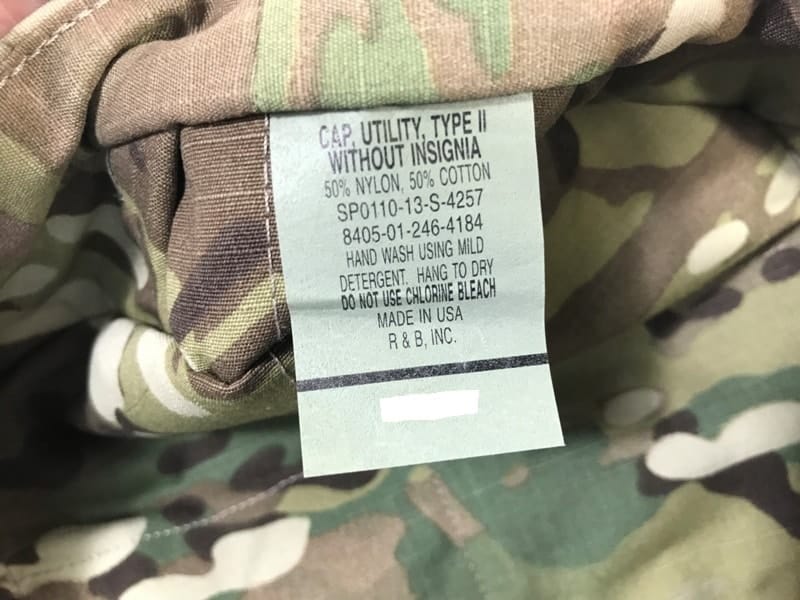 CAP, UTILITY, TYPE II
WITHOUT INSIGNIA
50% NYLON, 50% COTTON
SP0110-13-S-4257
8405-01-246-4184
HAND WASH USING MILD
DETERGENT. HANG TO DRY
DO NOT USE CHLORINE BLEACH
MADE IN USA
R & B, INC.